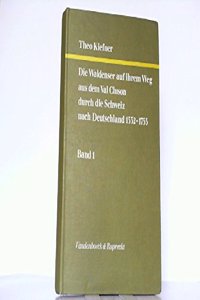 Theo Kiefner
Die Waldenser auf ihrem Weg
aus dem Val Cluson
durch die Schweiz
nach Deutschland 1532-1755
Band 1
Vandenhoeck & Ruprecht